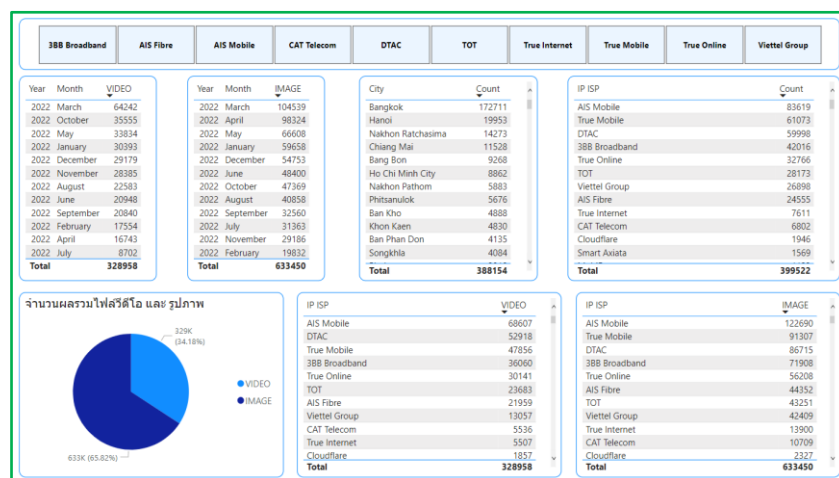 3BB Broadband AIS Fibre AIS Mobile CAT Telecom DTAC TOT True Internet True Mobile True Online Viettel Group
Year Month VIDEO
2022 March 64242
2022 October 35555
2022 May 33834
2022 January 30393
2022 December 29179
2022 November 28385
2022 August 22583
2022 June 20948
2022 September 20840
2022 February 17554
2022 April 16743
2022 July 8702
Total 328958
Year Month IMAGE
2022 March 104539
2022 April 98324
2022 May 66608
2022 January 59658
2022 December 54753
2022 June 48400
2022 October 47369
2022 August 40858
2022 September 32560
2022 July 31363
2022 November 29186
2022 February 19832
Total 633450
City Count
Bangkok 172711
Hanoi 19953
Nakhon Ratchasima 14273
Chiang Mai 11528
Bang Bon 9268
Ho Chi Minh City 8862
Nakhon Pathom 5883
Phitsanulok 5676
Ban Kho 4888
Khon Kaen 4830
Ban Phan Don 4135
Songkhla 4084
Total 388154
IP ISP Count
AIS Mobile 83619
True Mobile 61073
DTAC 59998
3BB Broadband 42016
True Online 32766
TOT 28173
Viettel Group 26898
AIS Fibre 24555
True Internet 7611
CAT Telecom 6802
Cloudflare 1946
Smart Axiata 1569
Total 399522
จำนวนผลรวมไฟล์วีดีโอ และ รูปภาพ
329K
(34.18%)
VIDEO
IMAGE
633K (65.82%)
IP ISP VIDEO
AIS Mobile 68607
DTAC 52918
True Mobile 47856
3BB Broadband 36060
True Online 30141
TOT 23683
AIS Fibre 21959
Viettel Group 13057
CAT Telecom 5536
True Internet 5507
Cloudflare 1857
Total 328958
IP ISP IMAGE
AIS Mobile 122690
True Mobile 91307
DTAC 86715
3BB Broadband 71908
True Online 56208
AIS Fibre 44352
TOT 43251
Viettel Group 42409
True Internet 13900
CAT Telecom 10709
Cloudflare 2327
Total 633450